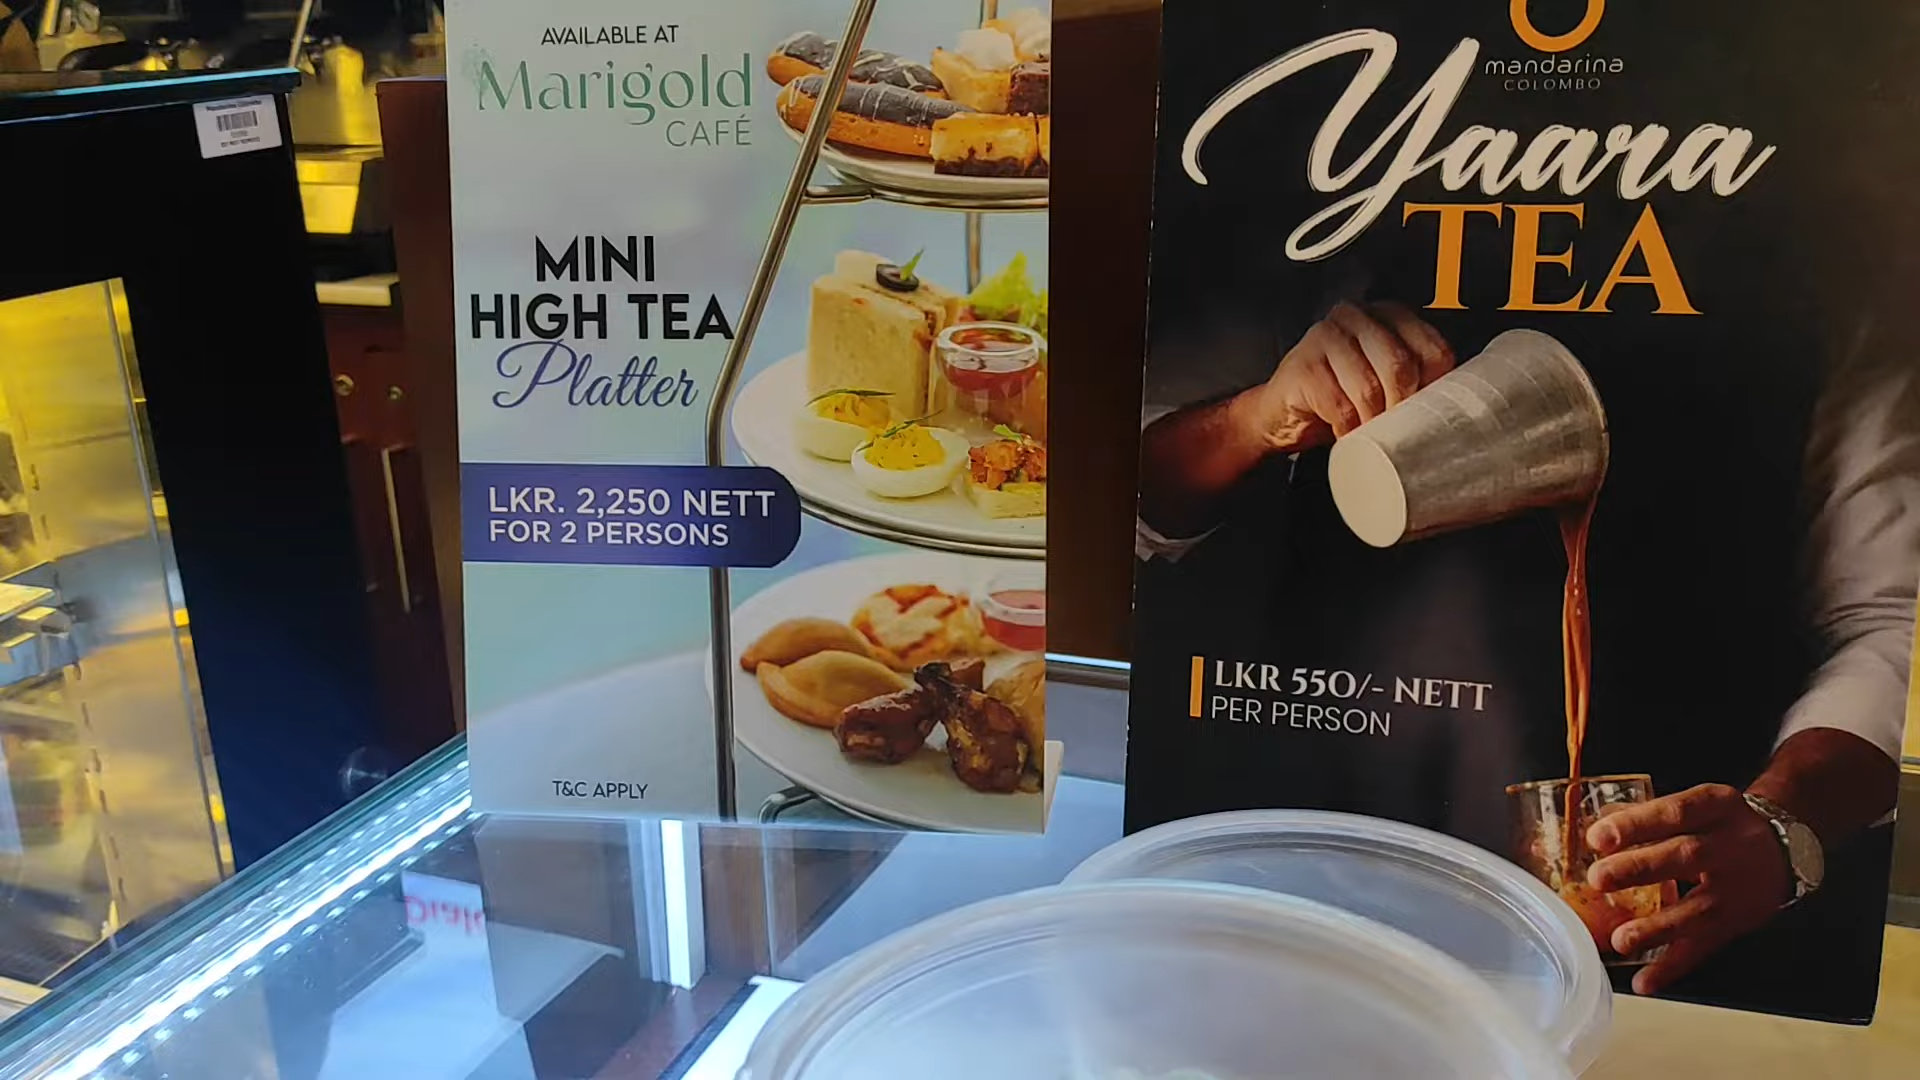 AVAILABLE AT
Marigold
CAFÉ
MINI
HIGH TEA
Platter
LKR. 2,250 NETT
FOR 2 PERSONS
T&C APPLY
mandarina
COLOMBO
Yaara
TEA
LKR 550/- NETT
PER PERSON